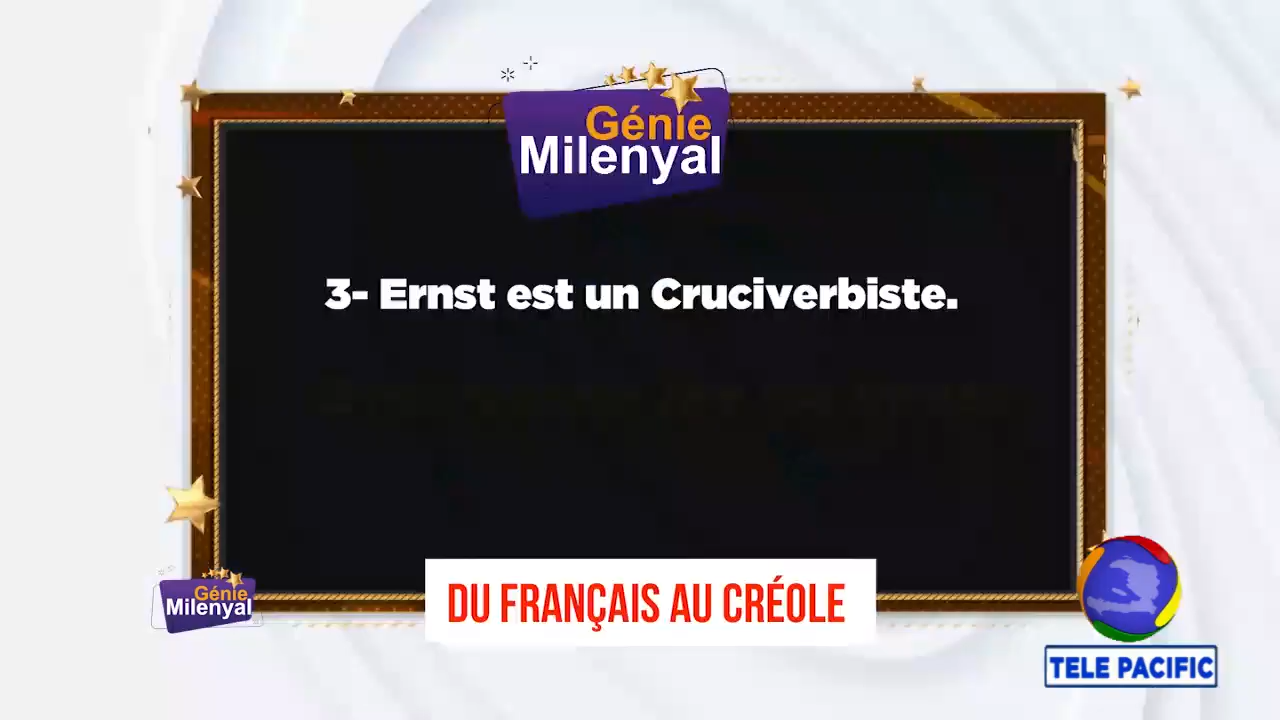 Génie
Milenyal
3- Ernst est un Cruciverbiste.
DU FRANÇAIS AU CRÉOLE
Génie
Milenyal
TELE PACIFIC